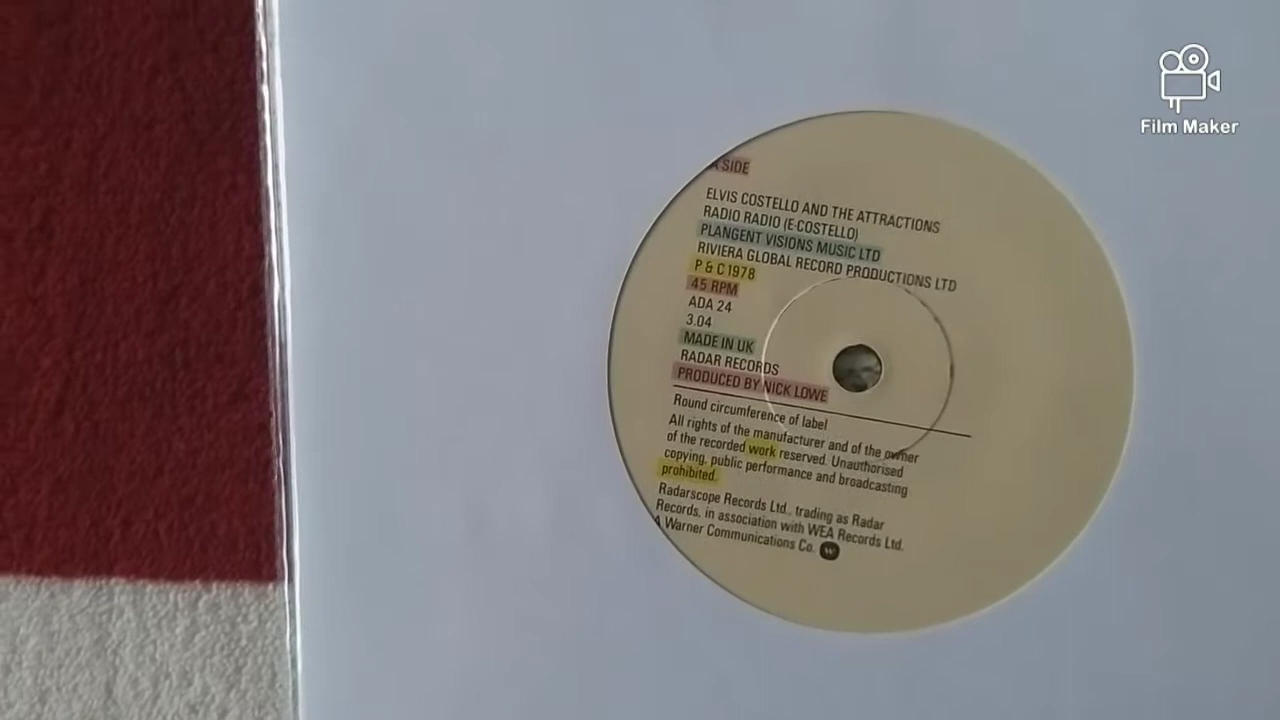 Film Maker
A SIDE
ELVIS COSTELLO AND THE ATTRACTIONS
RADIO RADIO (E·COSTELLO)
PLANGENT VISIONS MUSIC LTD
RIVIERA GLOBAL RECORD PRODUCTIONS LTD
P & C 1978
45 RPM
ADA 24
3.04
MADE IN UK
RADAR RECORDS
PRODUCED BY NICK LOWE
Round circumference of label
All rights of the manufacturer and of the owner
of the recorded work reserved. Unauthorised
copying, public performance and broadcasting
prohibited.
Radarscope Records Ltd., trading as Radar
Records, in association with WEA Records Ltd.
A Warner Communications Co. W